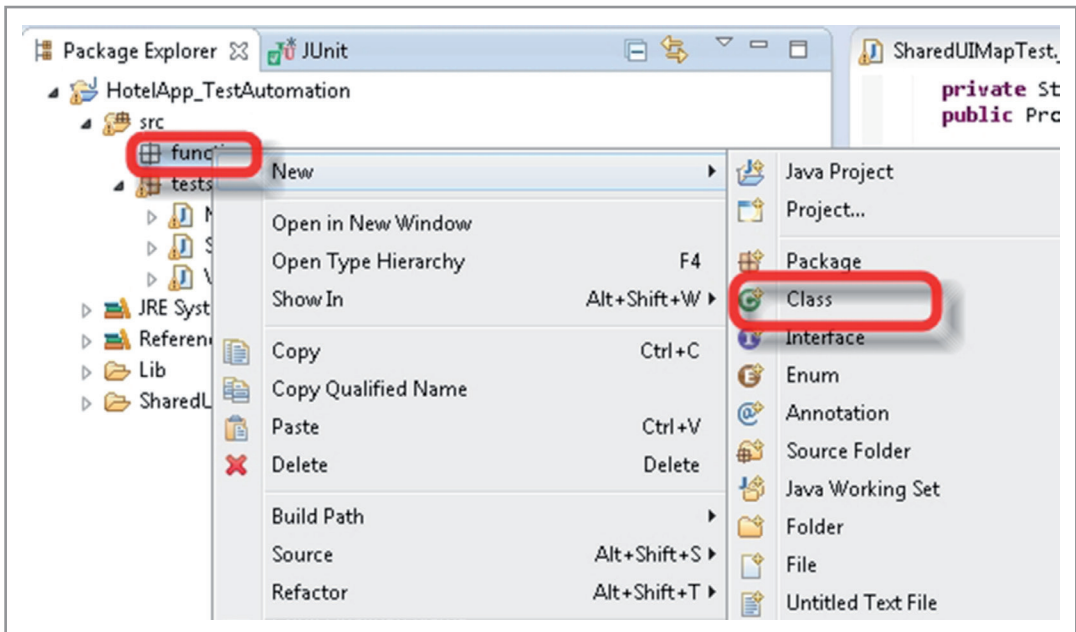 Package Explorer JUnit
SharedUIMapTest.
HotelApp_TestAutomation
src
tests
JRE Syst
Lib
private St
public Pro
New
Open in New Window
Open Type Hierarchy F4
Show In Alt+Shift+W
Copy Ctrl+C
Copy Qualified Name
Paste Ctrl+V
Delete Delete
Build Path
Source Alt+Shift+S
Refactor Alt+Shift+T
Java Project
Project...
Package
Class
Interface
Enum
Annotation
Source Folder
Java Working Set
Folder
File
Untitled Text File